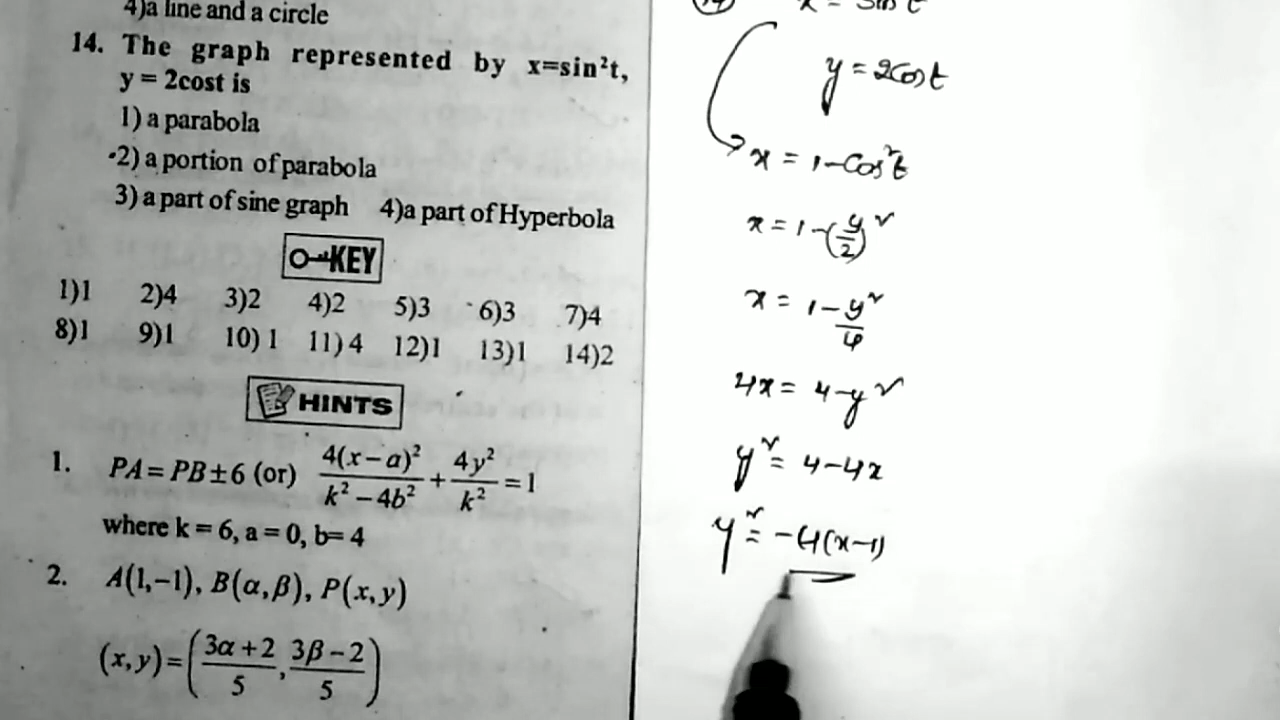 4)a line and a circle
14. The graph represented by x=sin²t,
y = 2cost is
1) a parabola
2) a portion of parabola
3) a part of sine graph 4)a part of Hyperbola
KEY
1)1 2)4 3)2 4)2 5)3 6)3 7)4
8)1 9)1 10) 1 11) 4 12)1 13)1 14)2
HINTS
1. PA = PB ± 6 (or) 4(x − a)²/(k² − 4b²) + 4y²/k² = 1
where k = 6, a = 0, b= 4
2. A(1,−1), B(α,β), P(x,y)
(x,y) = ((3α + 2)/5, (3β − 2)/5)
y = 2cost
x = 1 − cos²t
x = 1 − (y/2)²
x = 1 − y²/4
4x = 4 − y²
y² = 4 − 4x
y² = −4(x−1)